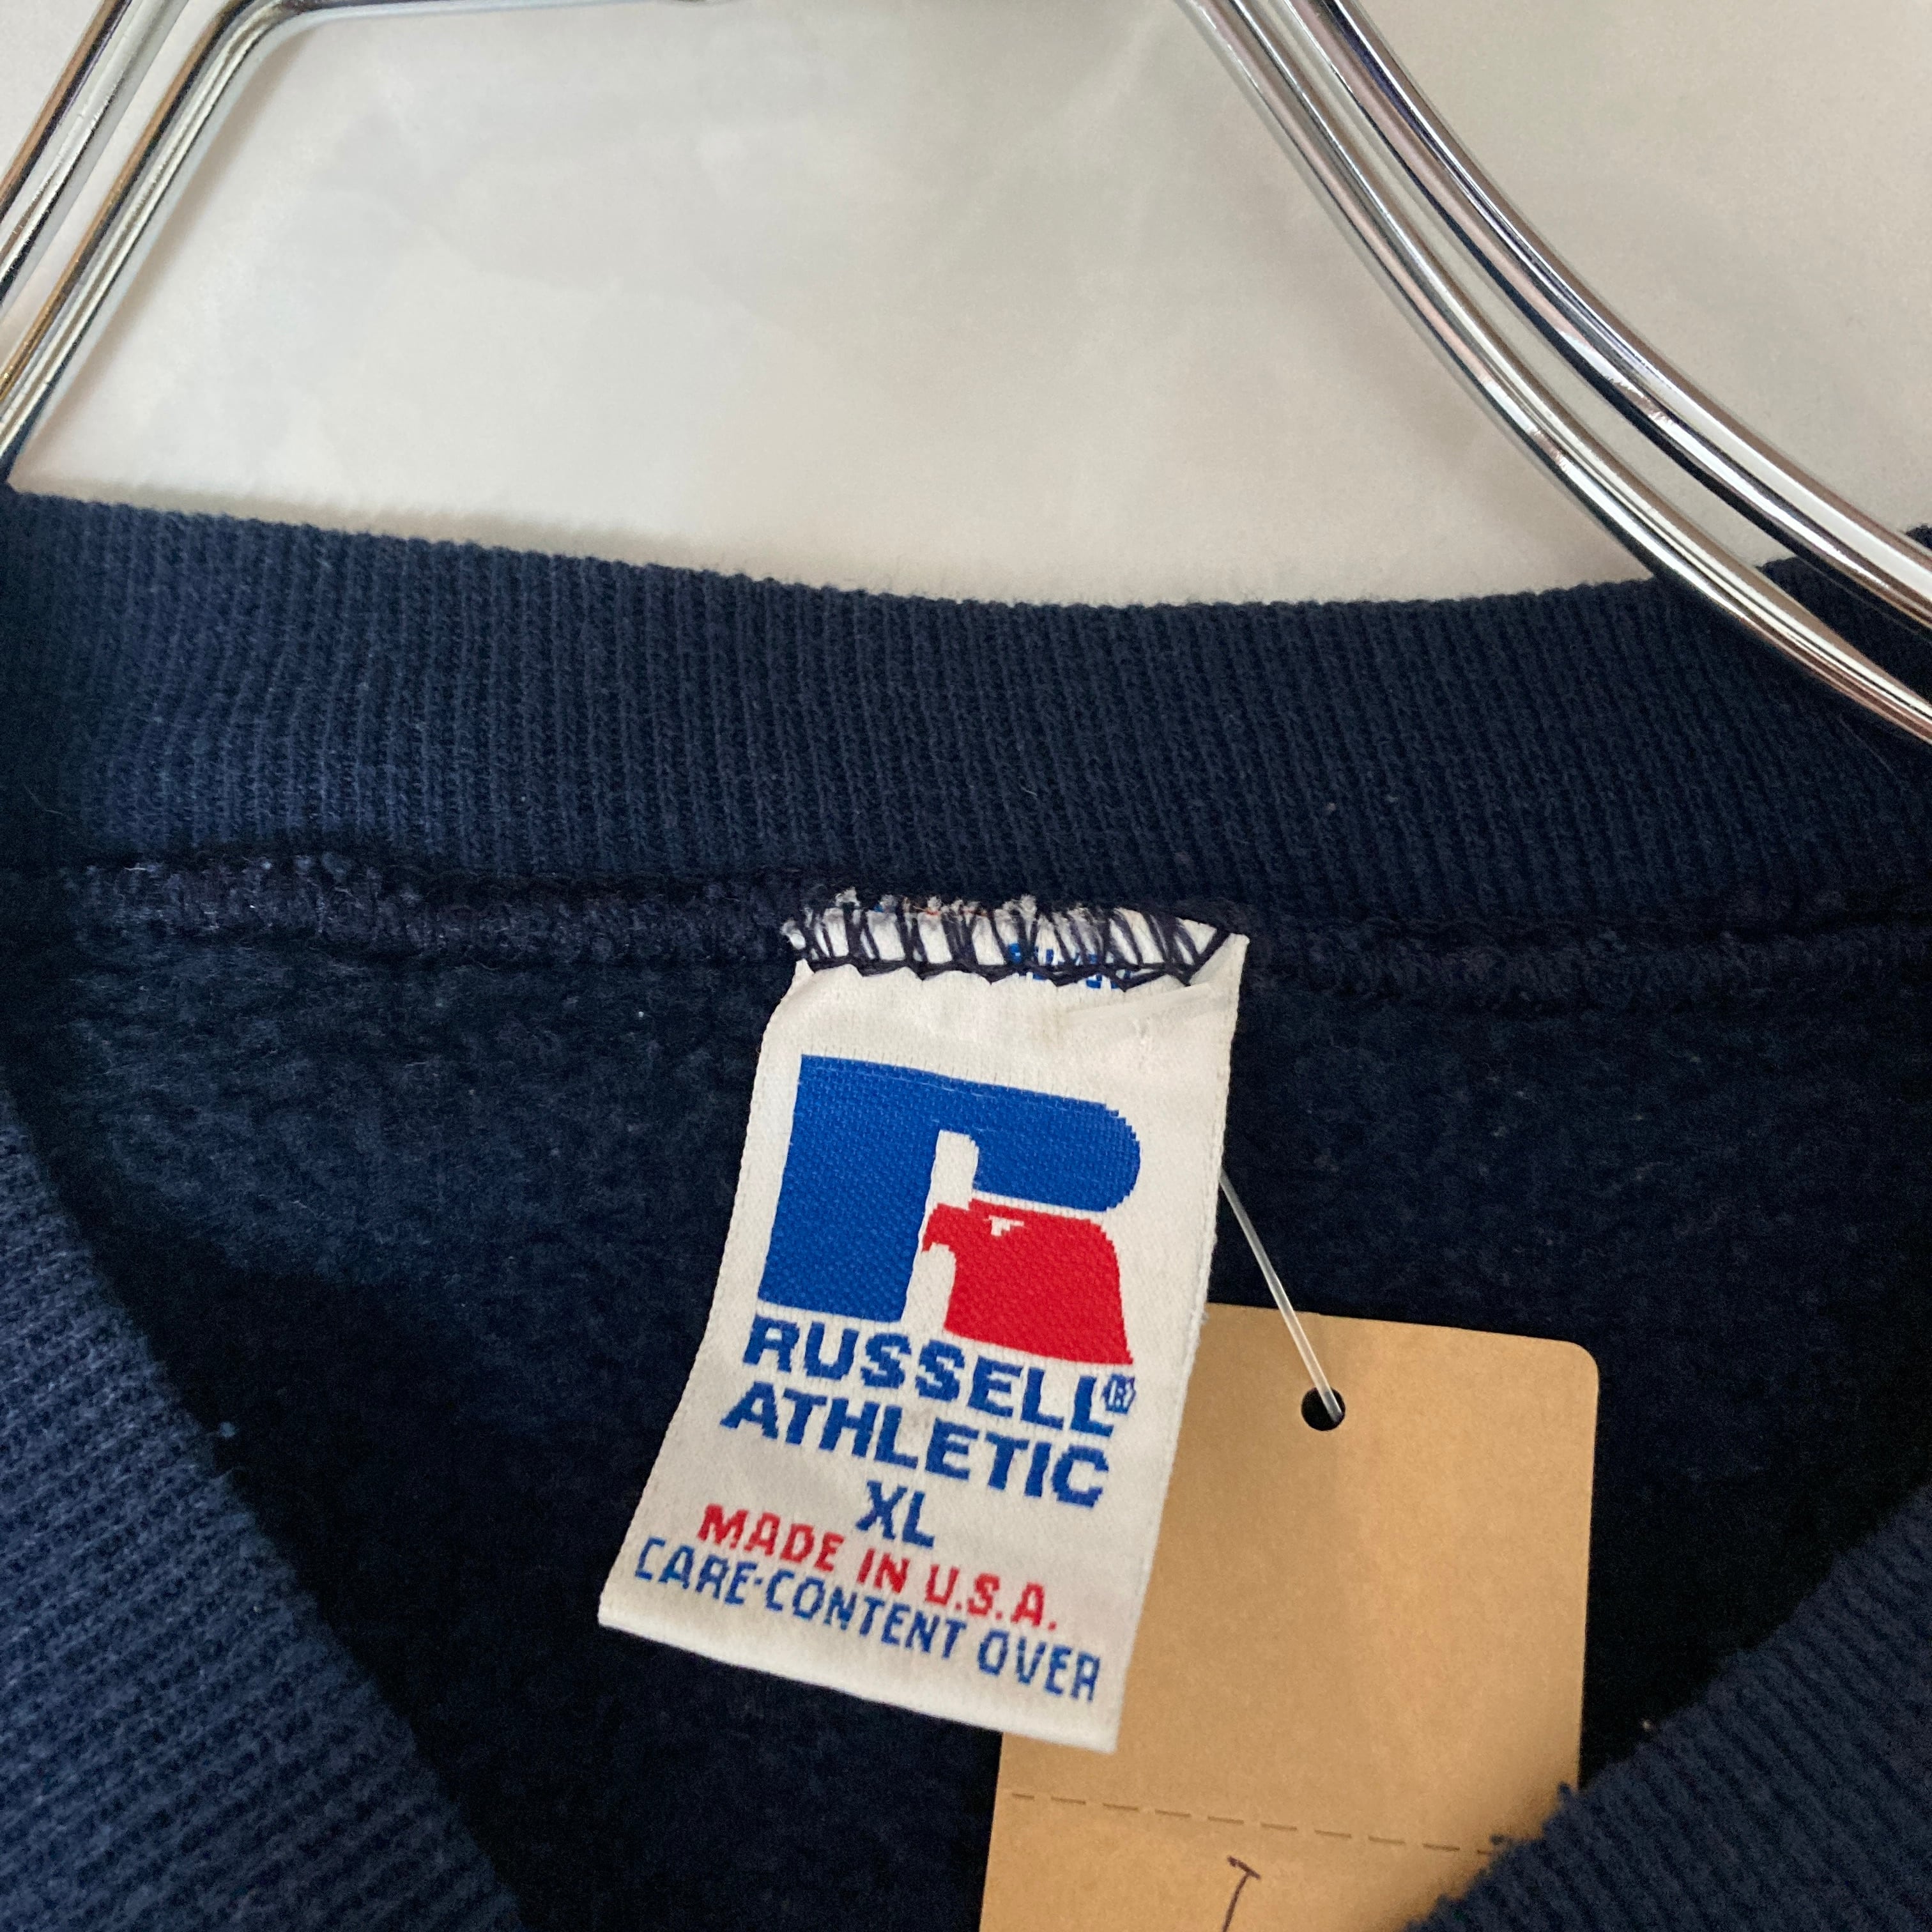 RUSSELL®
ATHLETIC
XL
MADE IN U.S.A.
CARE-CONTENT OVER